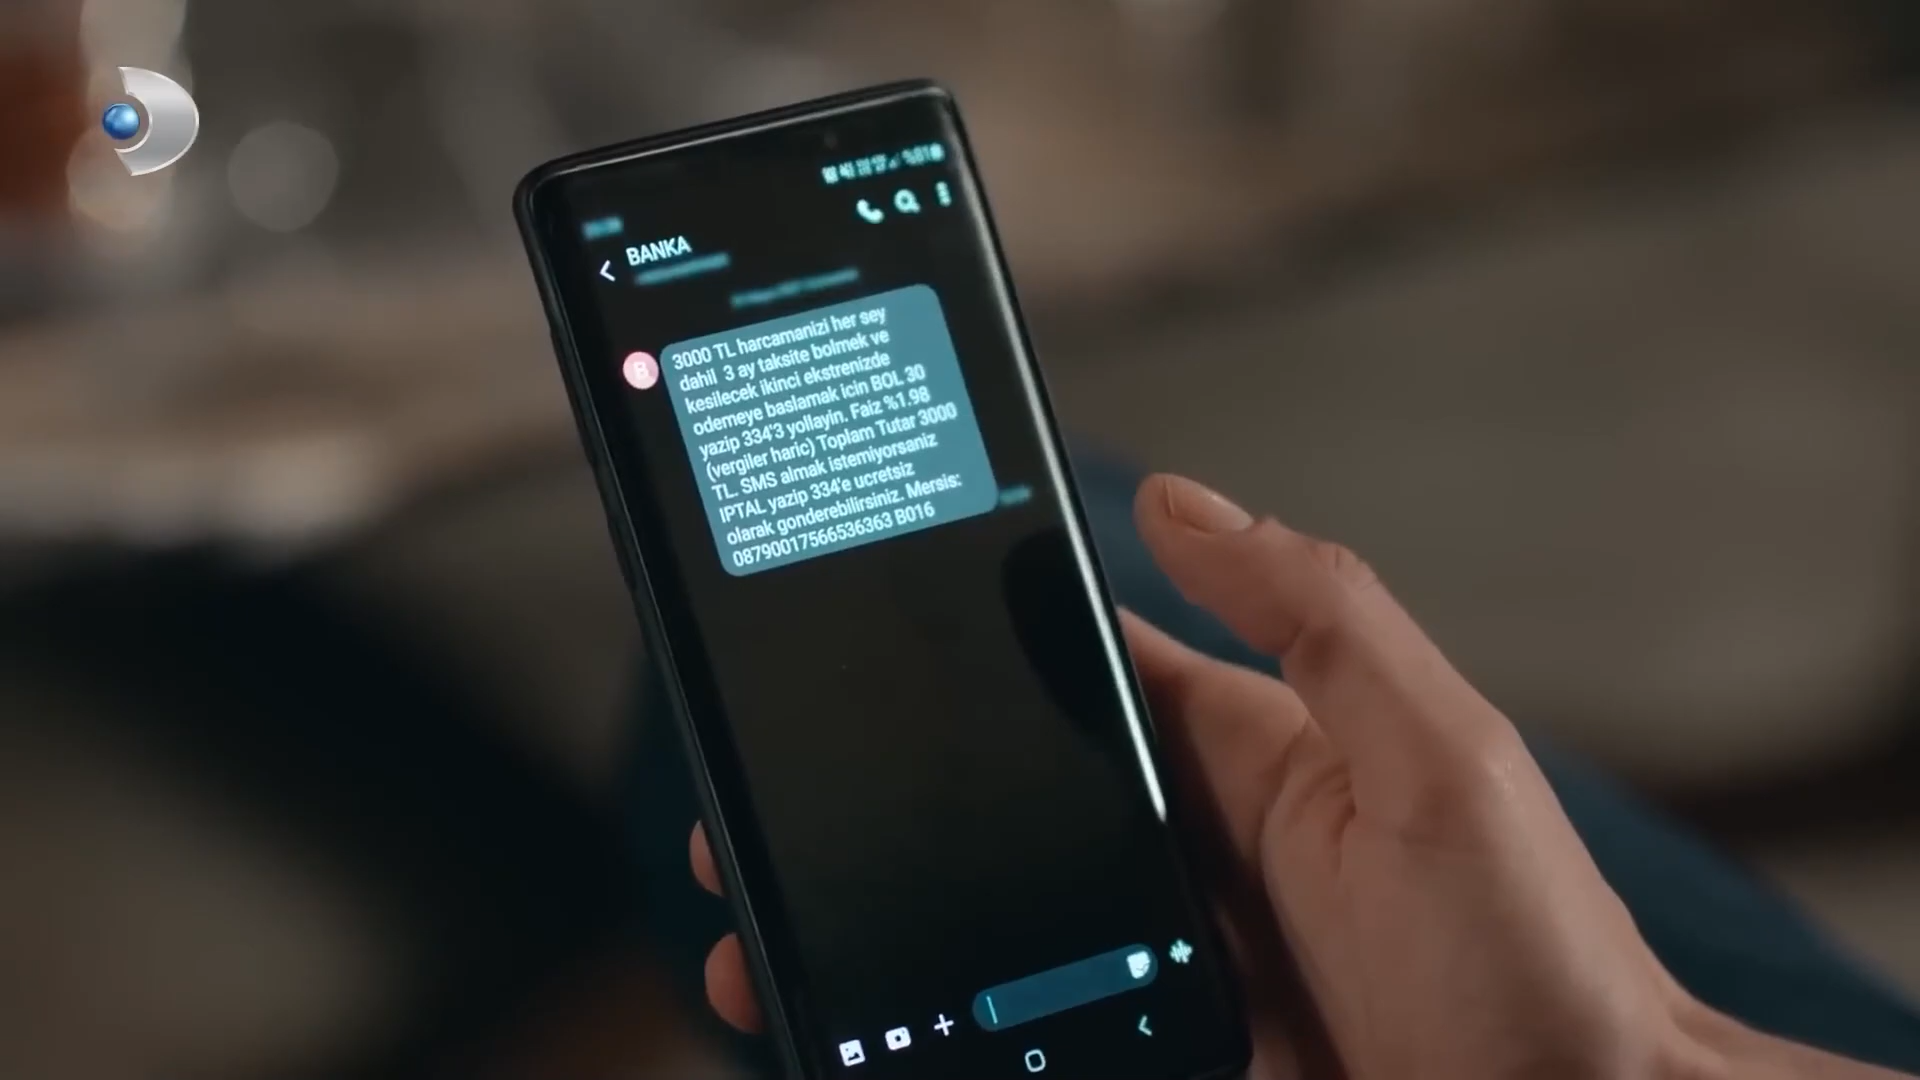 %81
BANKA
B
3000 TL harcamanizi her sey
dahil 3 ay taksite bolmek ve
kesilecek ikinci ekstrenizde
odemeye baslamak icin BOL 30
yazip 334'3 yollayin. Faiz %1.98
(vergiler haric) Toplam Tutar 3000
TL. SMS almak istemiyorsaniz
IPTAL yazip 334'e ucretsiz
olarak gonderebilirsiniz. Mersis:
08790017566536363 B016